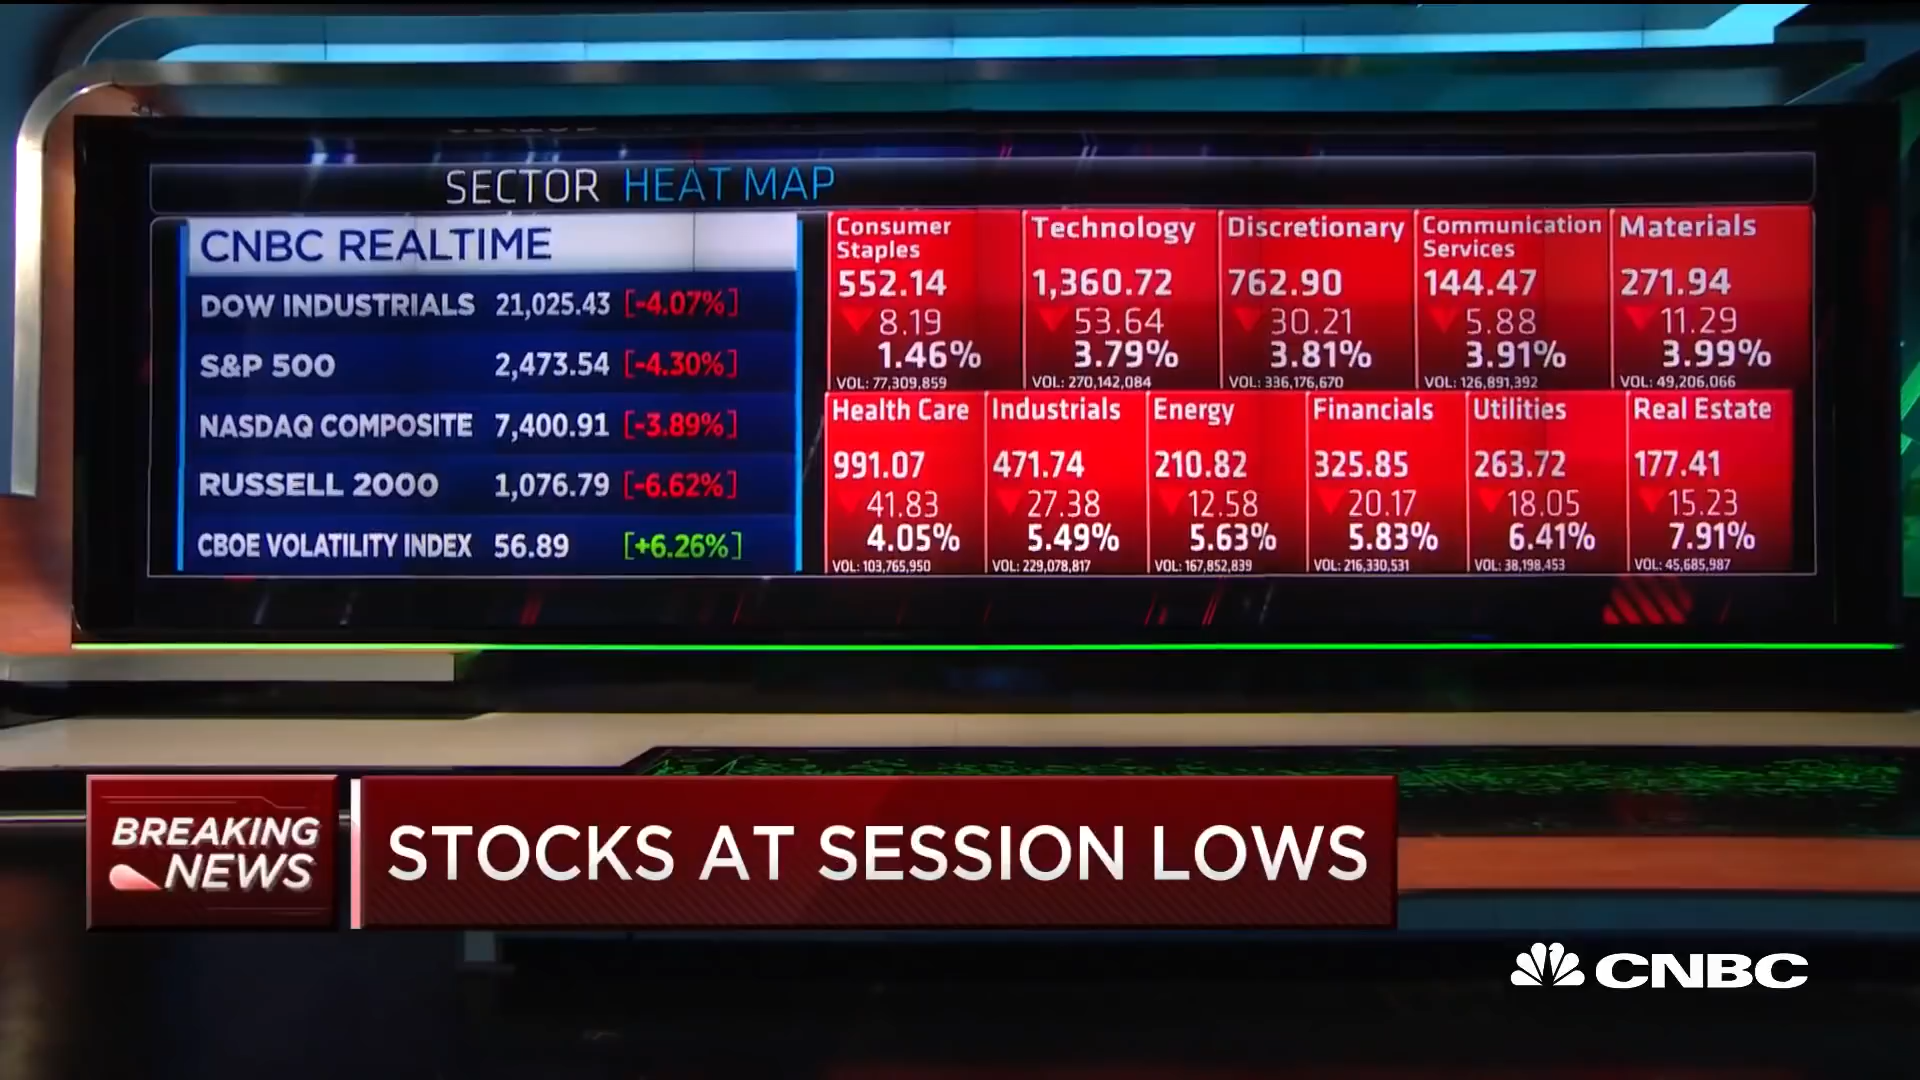 SECTOR HEAT MAP
CNBC REALTIME
DOW INDUSTRIALS 21,025.43 [-4.07%]
S&P 500 2,473.54 [-4.30%]
NASDAQ COMPOSITE 7,400.91 [-3.89%]
RUSSELL 2000 1,076.79 [-6.62%]
CBOE VOLATILITY INDEX 56.89 [+6.26%]
Consumer
Staples
552.14
8.19
1.46%
VOL: 77,309,859
Technology
1,360.72
53.64
3.79%
VOL: 270,142,084
Discretionary
762.90
30.21
3.81%
VOL: 336,176,670
Communication
Services
144.47
5.88
3.91%
VOL: 126,891,392
Materials
271.94
11.29
3.99%
VOL: 49,206,066
Health Care
991.07
41.83
4.05%
VOL: 103,765,950
Industrials
471.74
27.38
5.49%
VOL: 229,078,817
Energy
210.82
12.58
5.63%
VOL: 167,852,839
Financials
325.85
20.17
5.83%
VOL: 216,330,531
Utilities
263.72
18.05
6.41%
VOL: 38,198,453
Real Estate
177.41
15.23
7.91%
VOL: 45,685,987
BREAKING
NEWS
STOCKS AT SESSION LOWS
CNBC